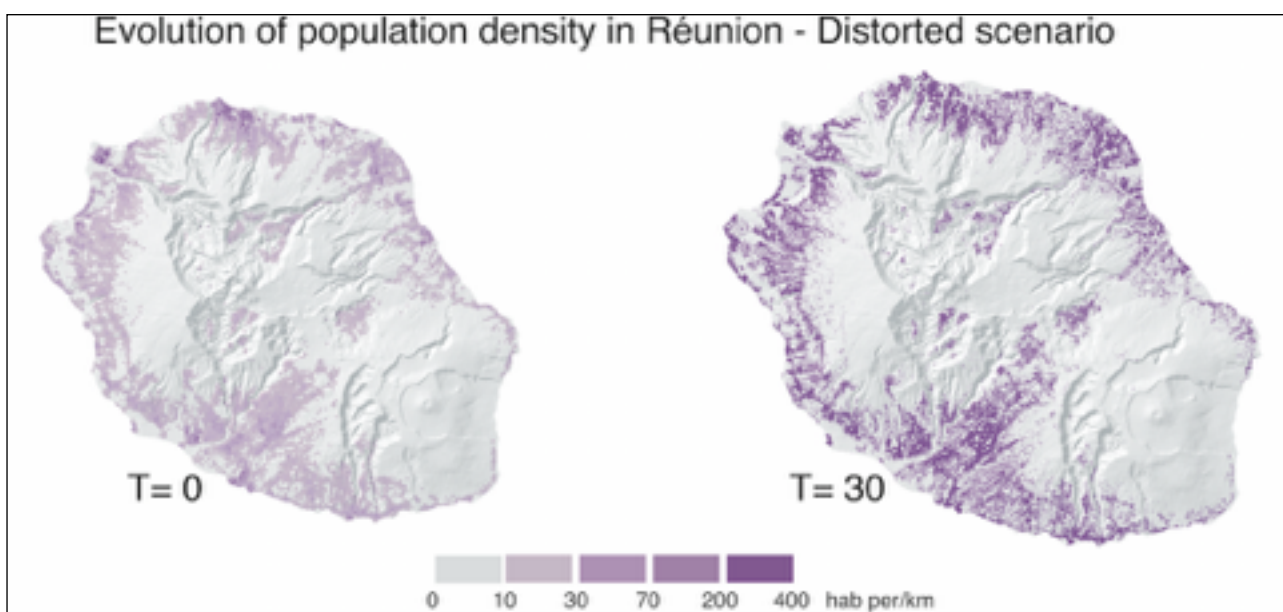 Evolution of population density in Réunion - Distorted scenario
T= 0
T= 30
0 10 30 70 200 400 hab per/km